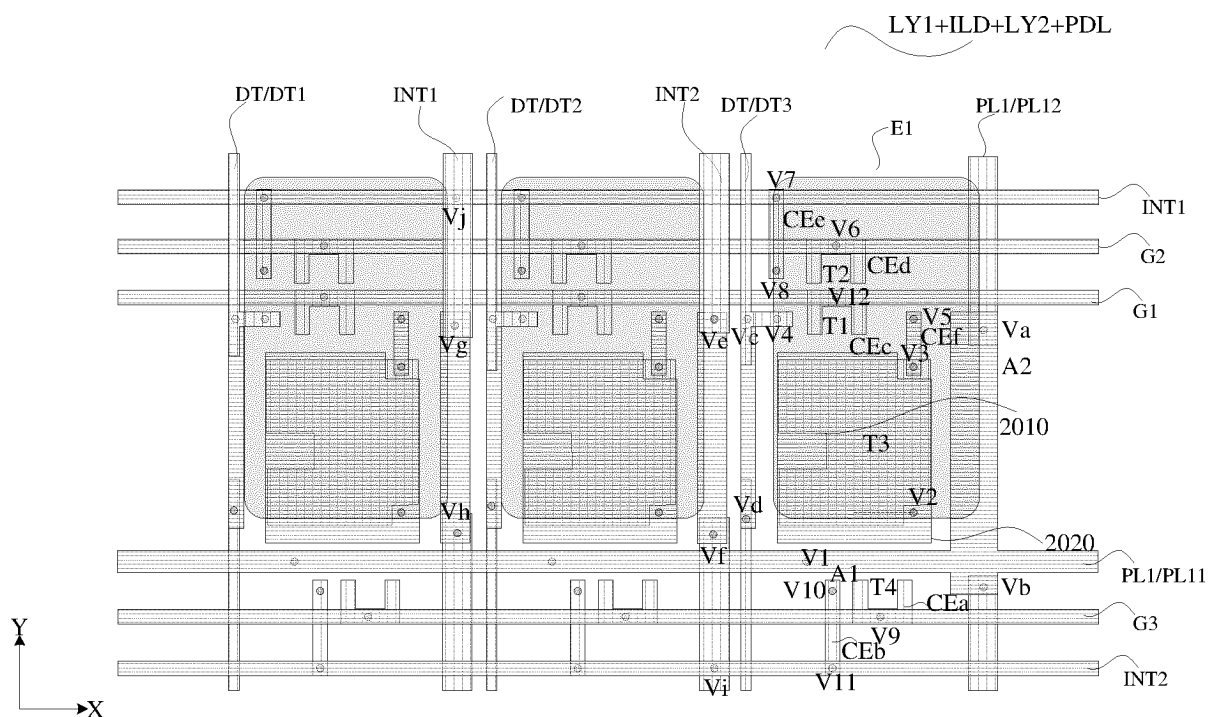 LY1+ILD+LY2+PDL
DT/DT1
INT1
DT/DT2
INT2
DT/DT3
PL1/PL12
E1
V7
INT1
Vj
CEe
V6
G2
T2
CEd
V8
V12
G1
Vg
Ve
Vc
V4
T1
V5
CEf
Va
CEc
V3
A2
2010
T3
V2
Vh
Vd
2020
Vf
V1
A1
PL1/PL11
V10
T4
Vb
CEa
G3
V9
CEb
Vi
V11
INT2
Y
X